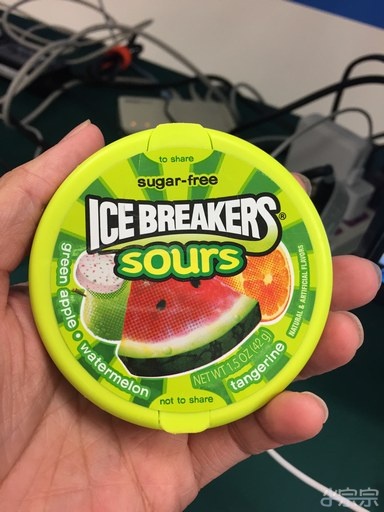 to share
sugar-free
ICE BREAKERS®
sours
green apple • watermelon
tangerine
NATURAL & ARTIFICIAL FLAVORS
NET WT 1.5 OZ (42 g)
not to share